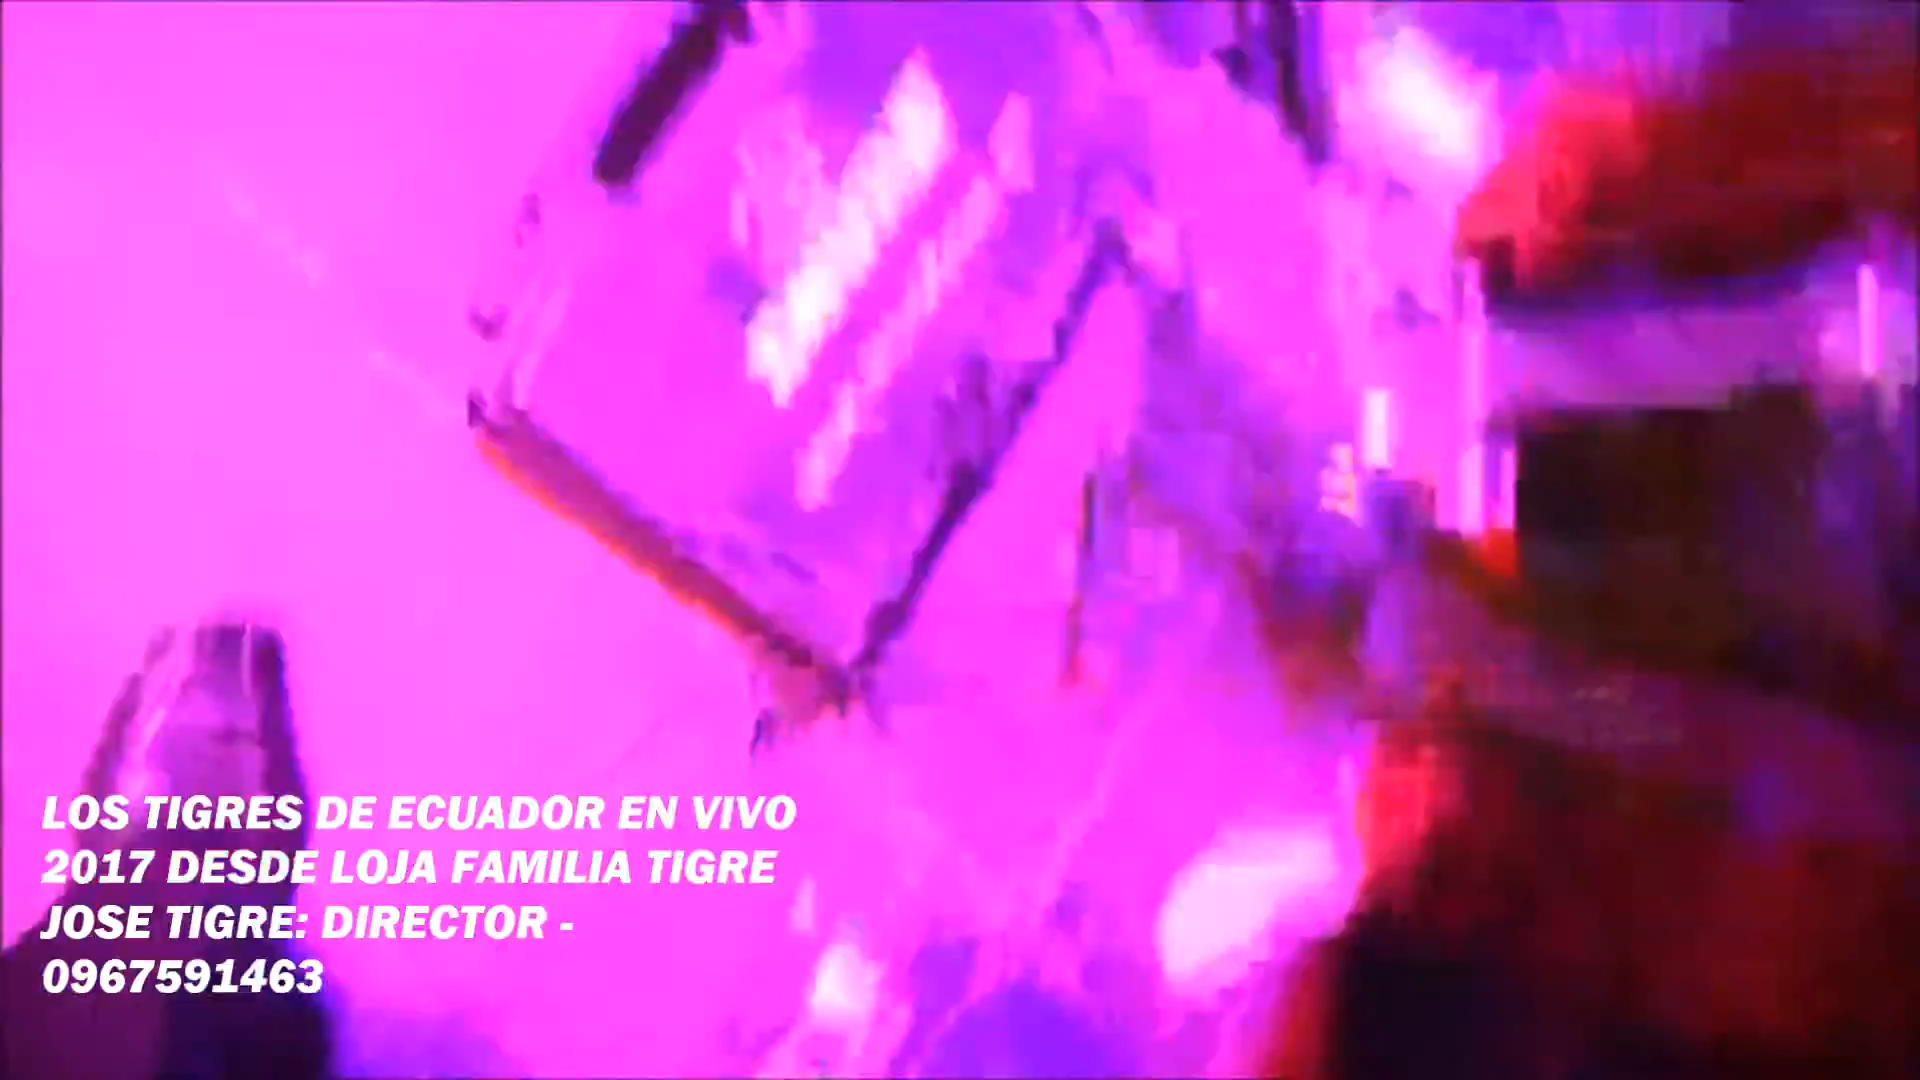 LOS TIGRES DE ECUADOR EN VIVO
2017 DESDE LOJA FAMILIA TIGRE
JOSE TIGRE: DIRECTOR -
0967591463